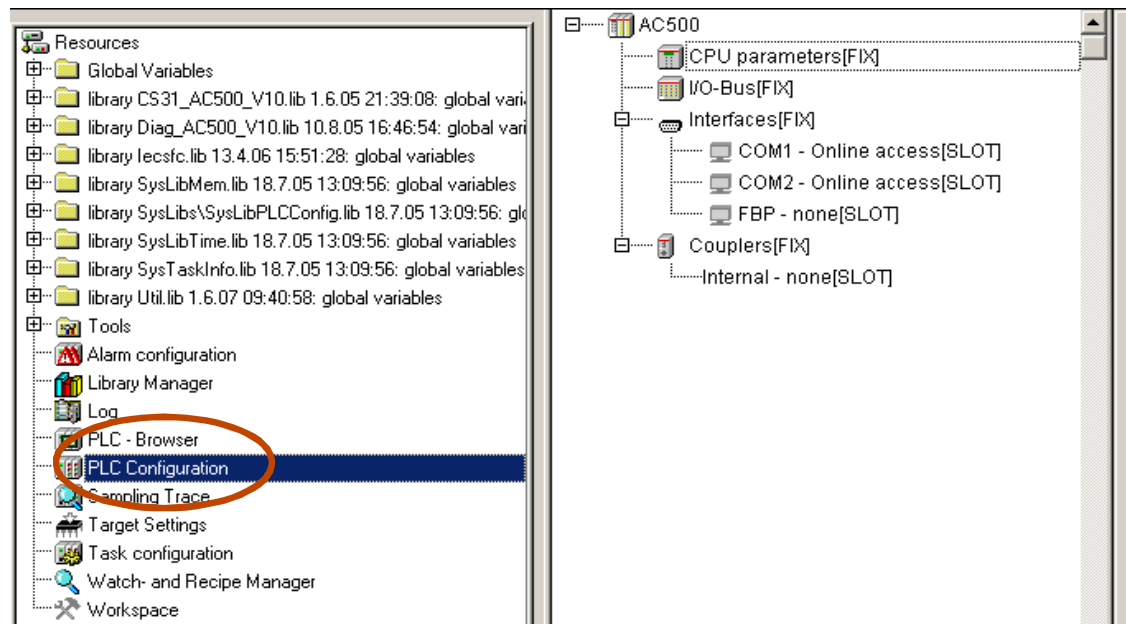 Resources
Global Variables
library CS31_AC500_V10.lib 1.6.05 21:39:08: global vari
library Diag_AC500_V10.lib 10.8.05 16:46:54: global vari
library Iecsfc.lib 13.4.06 15:51:28: global variables
library SysLibMem.lib 18.7.05 13:09:56: global variables
library SysLibs\SysLibPLCConfig.lib 18.7.05 13:09:56: glo
library SysLibTime.lib 18.7.05 13:09:56: global variables
library SysTaskInfo.lib 18.7.05 13:09:56: global variables
library Util.lib 1.6.07 09:40:58: global variables
Tools
Alarm configuration
Library Manager
Log
PLC - Browser
PLC Configuration
Sampling Trace
Target Settings
Task configuration
Watch- and Recipe Manager
Workspace
AC500
CPU parameters[FIX]
I/O-Bus[FIX]
Interfaces[FIX]
COM1 - Online access[SLOT]
COM2 - Online access[SLOT]
FBP - none[SLOT]
Couplers[FIX]
Internal - none[SLOT]